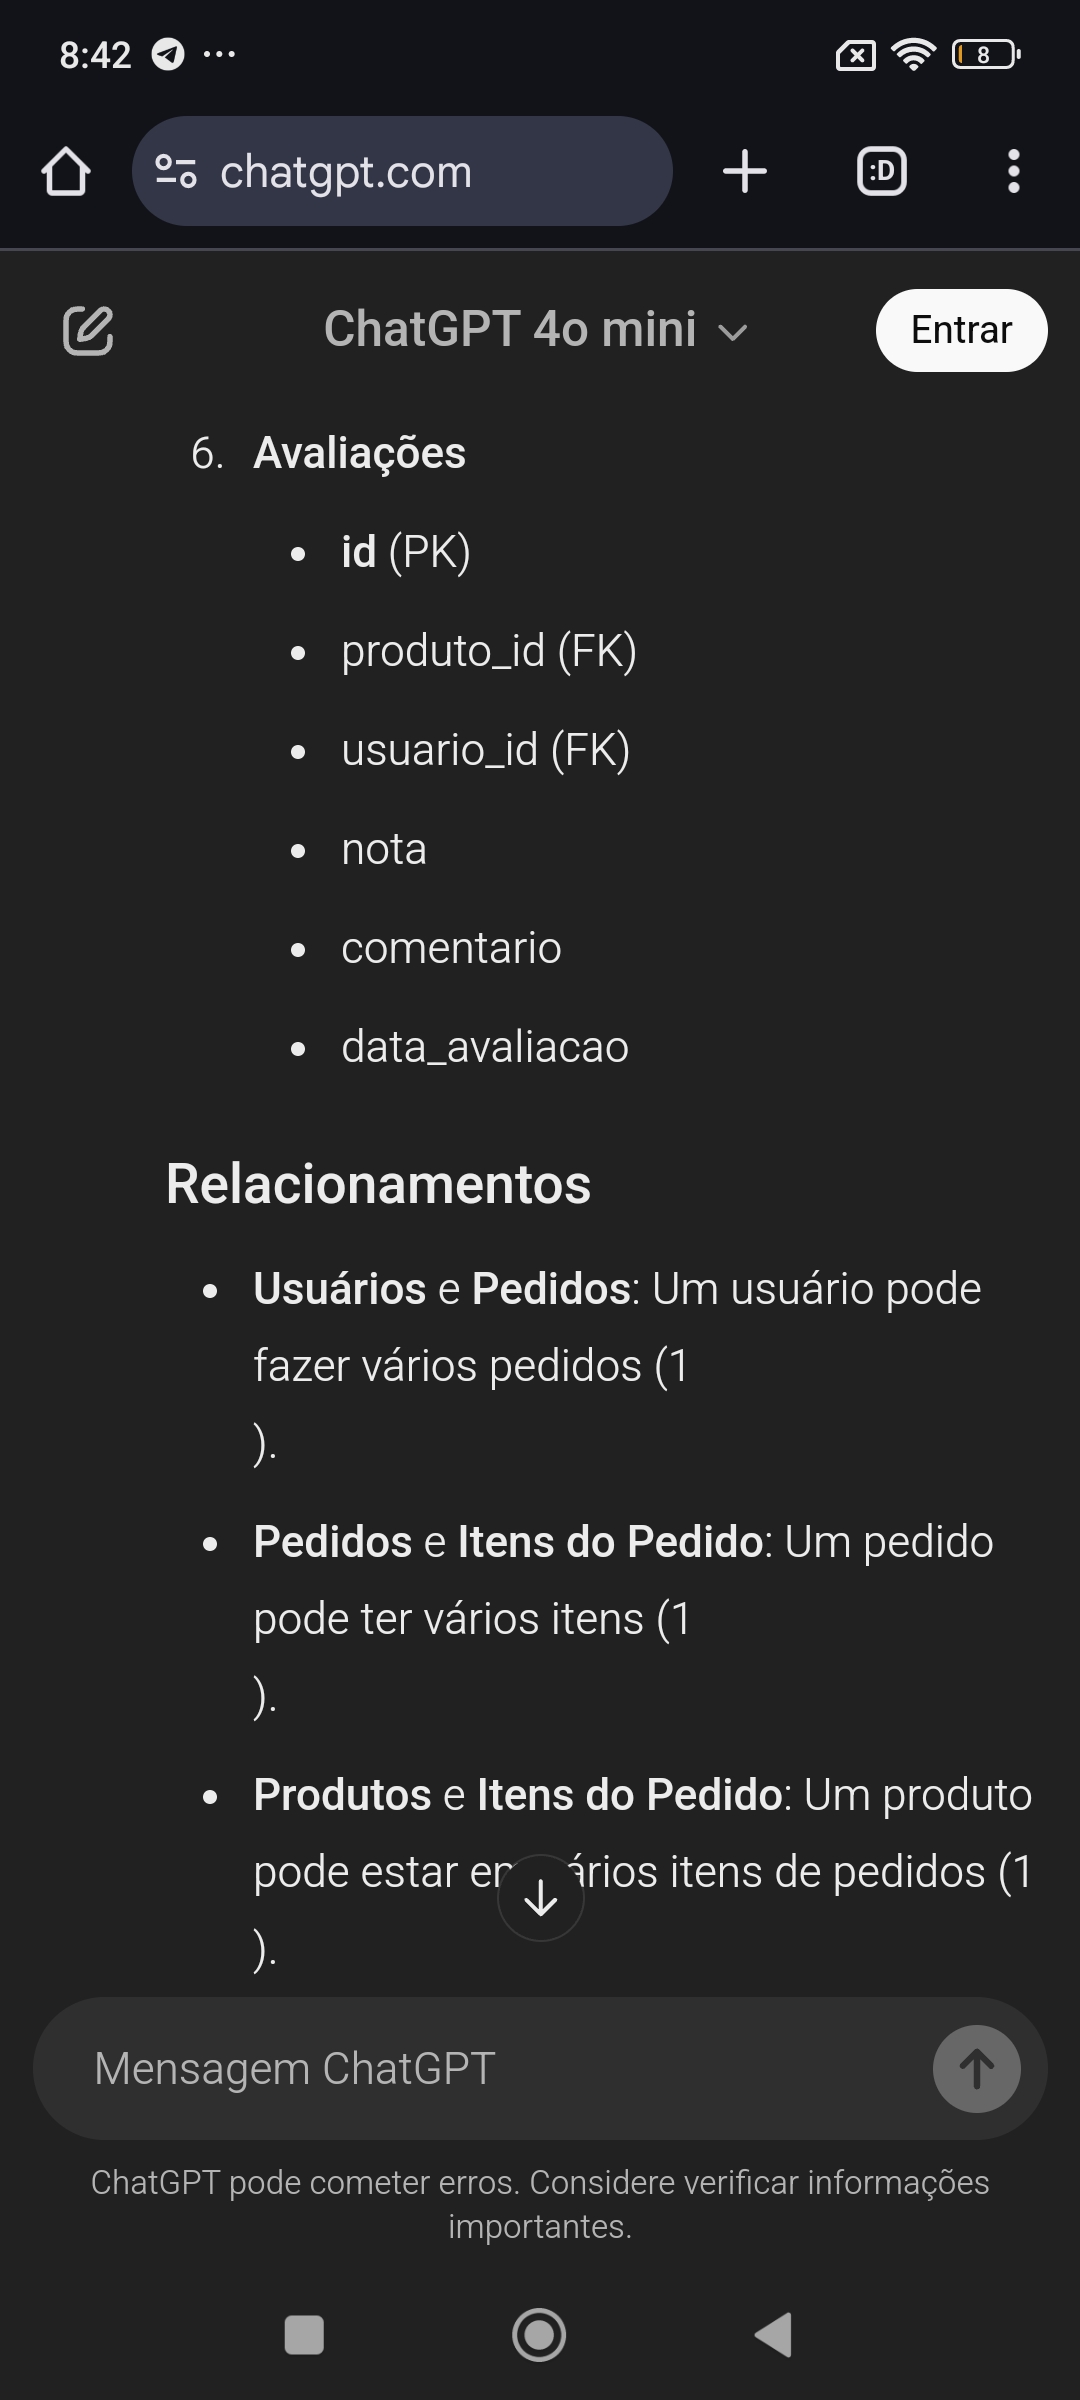 8:42
8
chatgpt.com
:D
ChatGPT 4o mini
Entrar
6. Avaliações
• id (PK)
• produto_id (FK)
• usuario_id (FK)
• nota
• comentario
• data_avaliacao
Relacionamentos
• Usuários e Pedidos: Um usuário pode
fazer vários pedidos (1
).
• Pedidos e Itens do Pedido: Um pedido
pode ter vários itens (1
).
• Produtos e Itens do Pedido: Um produto
pode estar em vários itens de pedidos (1
).
Mensagem ChatGPT
ChatGPT pode cometer erros. Considere verificar informações
importantes.